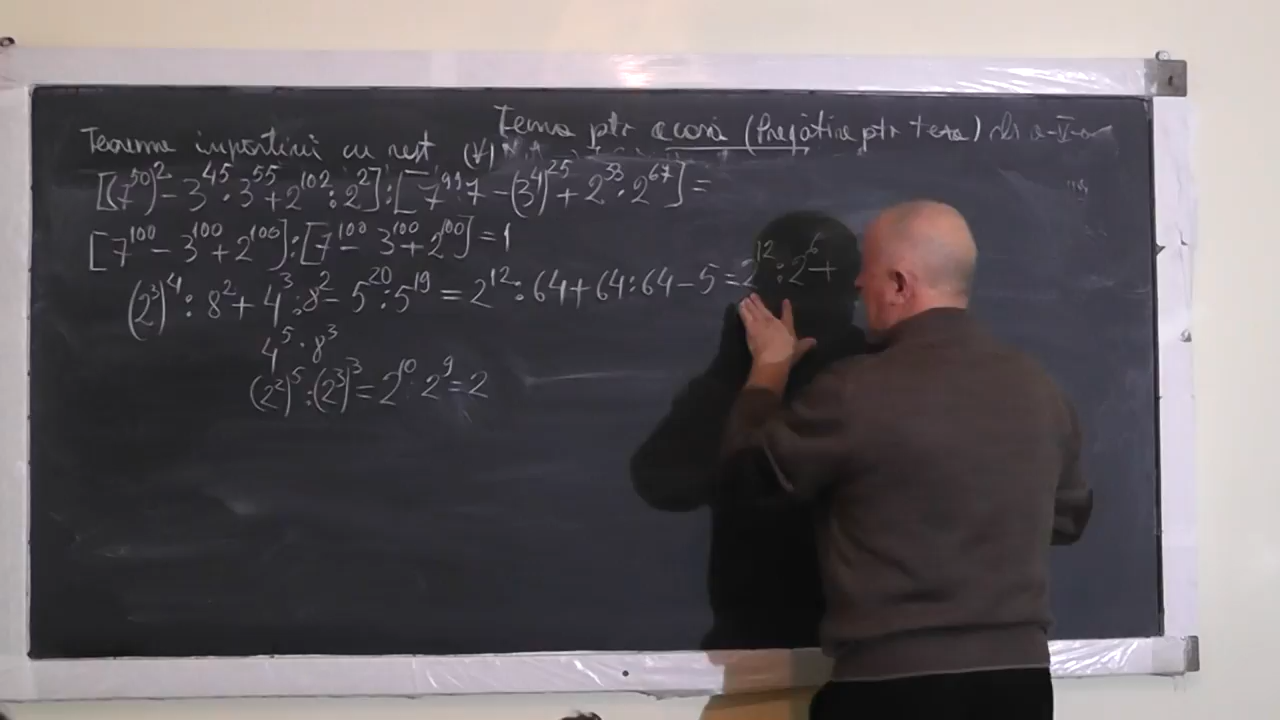 Tema ptr acasă (Pregătire ptr teza) cls a-V-a
Teorema împărțirii cu rest (∀)
[(7^50)^2 - 3^45 · 3^55 + 2^102 : 2^2] : [7^99 · 7 - (3^4)^25 + 2^33 · 2^67] =
[7^100 - 3^100 + 2^100] : [7^100 - 3^100 + 2^100] = 1
(2^3)^4 : 8^2 + 4^3 : 8^2 - 5^20 : 5^19 = 2^12 : 64 + 64 : 64 - 5 = 2^12 : 2^6 +
4^5 · 8^3
(2^2)^5 : (2^3)^3 = 2^10 : 2^9 = 2